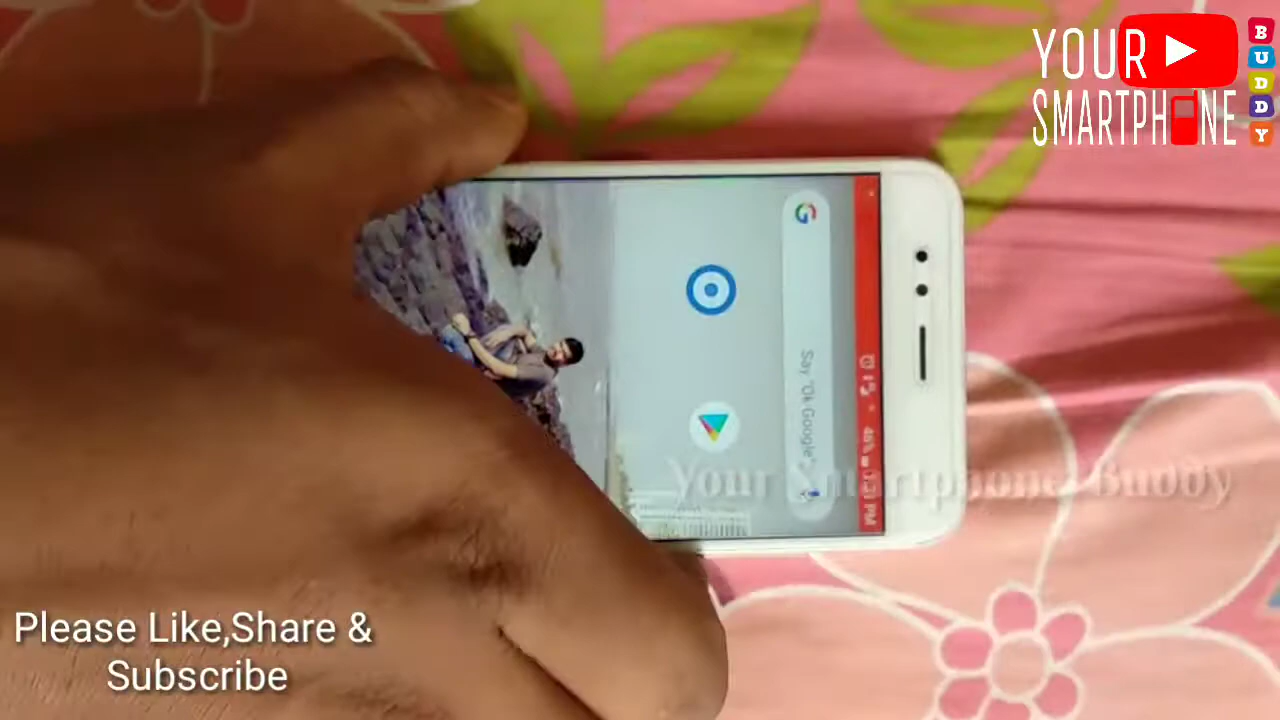 YOUR
SMARTPHONE
BUDDY
Say "Ok Google"
Your Smartphone Buddy
Please Like,Share &
Subscribe